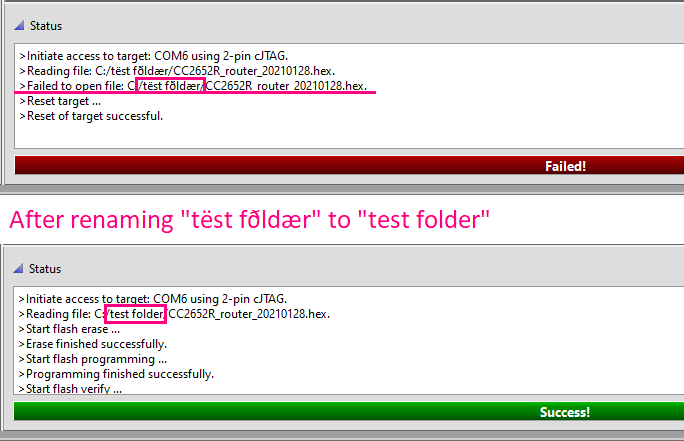 Status
>Initiate access to target: COM6 using 2-pin cJTAG.
>Reading file: C:/tëst fðldær/CC2652R_router_20210128.hex.
>Failed to open file: C:/tëst fðldær/CC2652R_router_20210128.hex.
>Reset target ...
>Reset of target successful.
Failed!
After renaming "tëst fðldær" to "test folder"
Status
>Initiate access to target: COM6 using 2-pin cJTAG.
>Reading file: C:/test folder/CC2652R_router_20210128.hex.
>Start flash erase ...
>Erase finished successfully.
>Start flash programming ...
>Programming finished successfully.
>Start flash verify ...
Success!